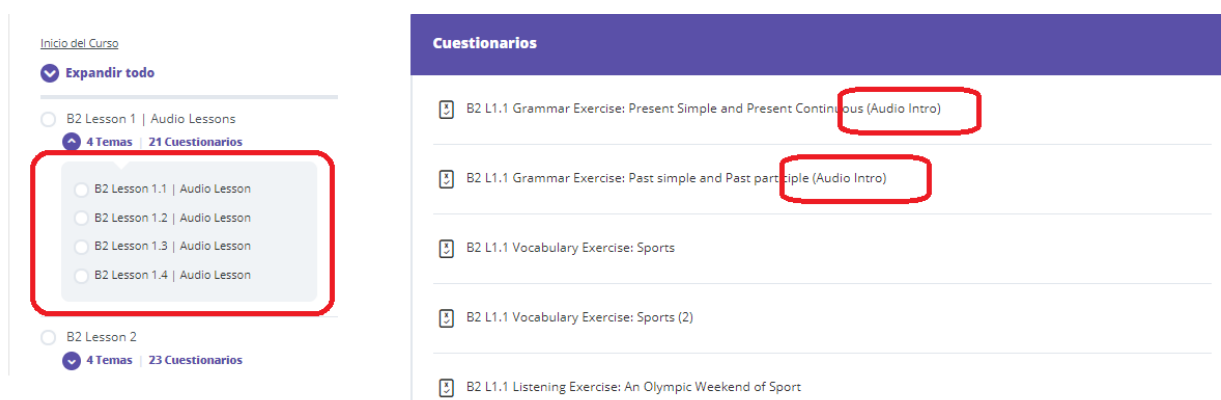 Inicio del Curso
Expandir todo
B2 Lesson 1 | Audio Lessons
4 Temas | 21 Cuestionarios
B2 Lesson 1.1 | Audio Lesson
B2 Lesson 1.2 | Audio Lesson
B2 Lesson 1.3 | Audio Lesson
B2 Lesson 1.4 | Audio Lesson
B2 Lesson 2
4 Temas | 23 Cuestionarios
Cuestionarios
B2 L1.1 Grammar Exercise: Present Simple and Present Continuous (Audio Intro)
B2 L1.1 Grammar Exercise: Past simple and Past participle (Audio Intro)
B2 L1.1 Vocabulary Exercise: Sports
B2 L1.1 Vocabulary Exercise: Sports (2)
B2 L1.1 Listening Exercise: An Olympic Weekend of Sport